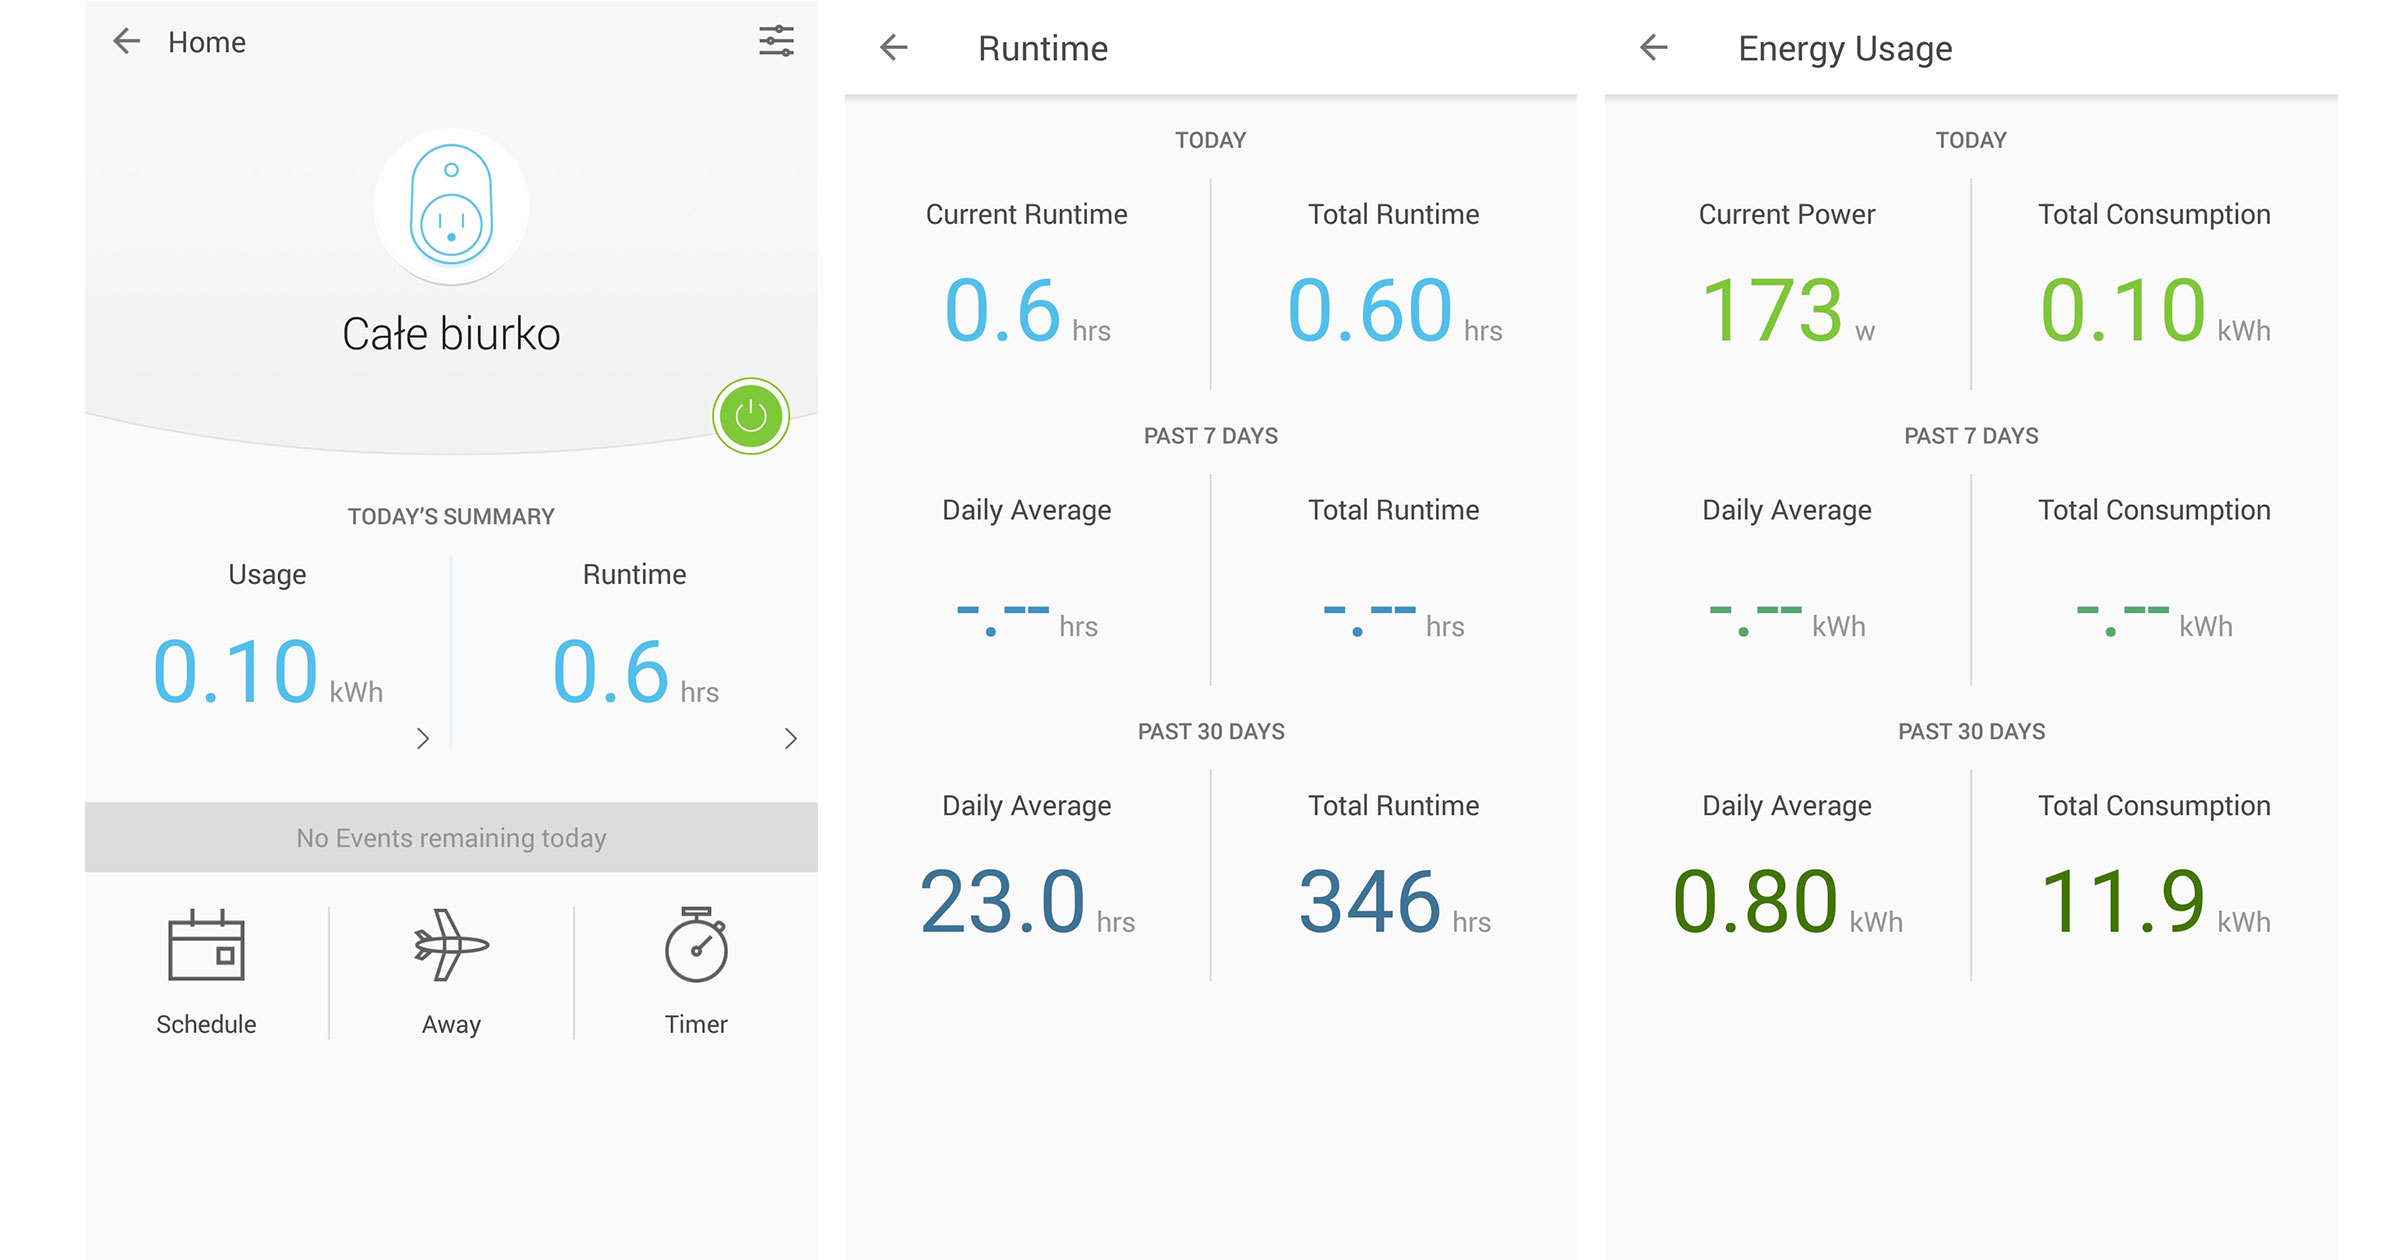 Home
Całe biurko
TODAY'S SUMMARY
Usage Runtime
0.10 kWh 0.6 hrs
No Events remaining today
Schedule Away Timer
Runtime
TODAY
Current Runtime Total Runtime
0.6 hrs 0.60 hrs
PAST 7 DAYS
Daily Average Total Runtime
-.-- hrs -.-- hrs
PAST 30 DAYS
Daily Average Total Runtime
23.0 hrs 346 hrs
Energy Usage
TODAY
Current Power Total Consumption
173 w 0.10 kWh
PAST 7 DAYS
Daily Average Total Consumption
-.-- kWh -.-- kWh
PAST 30 DAYS
Daily Average Total Consumption
0.80 kWh 11.9 kWh